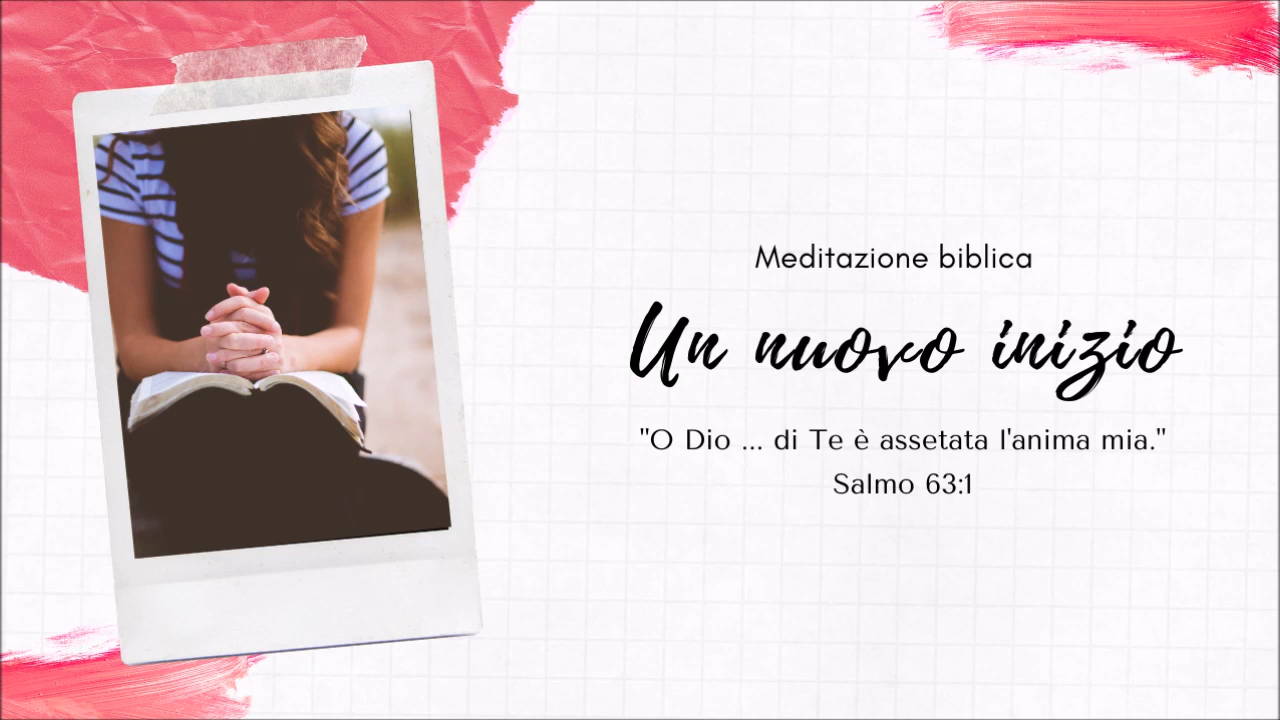 Meditazione biblica
Un nuovo inizio
"O Dio ... di Te è assetata l'anima mia."
Salmo 63:1